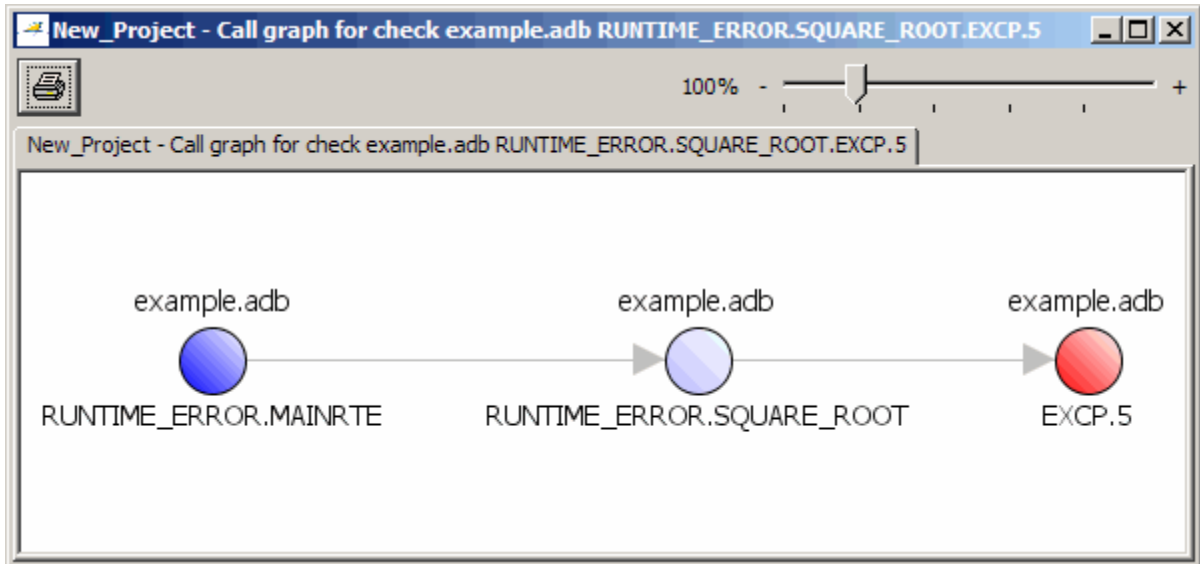 New_Project - Call graph for check example.adb RUNTIME_ERROR.SQUARE_ROOT.EXCP.5
100% - +
New_Project - Call graph for check example.adb RUNTIME_ERROR.SQUARE_ROOT.EXCP.5
example.adb example.adb example.adb
RUNTIME_ERROR.MAINRTE RUNTIME_ERROR.SQUARE_ROOT EXCP.5